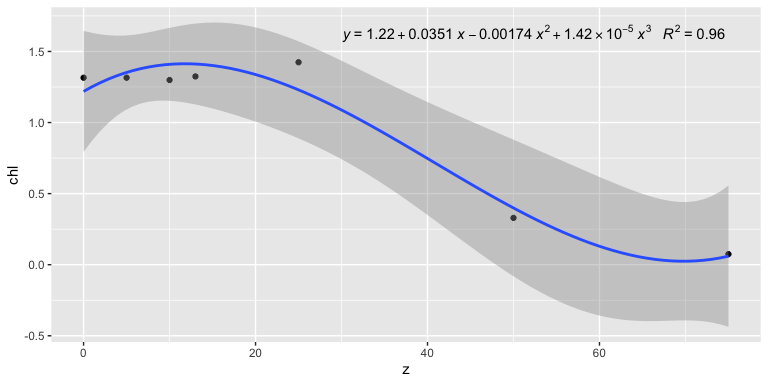 y = 1.22 + 0.0351 x − 0.00174 x² + 1.42 × 10⁻⁵ x³ R² = 0.96
1.5
1.0
0.5
0.0
-0.5
chl
0 20 40 60
z